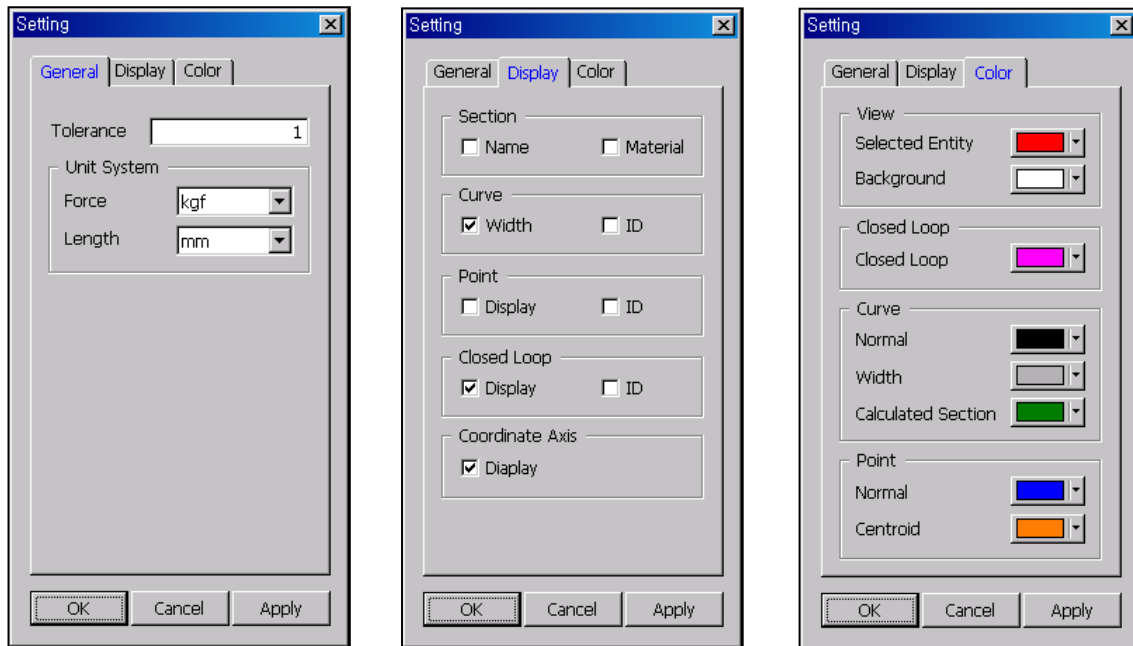 Setting
General Display Color
Tolerance 1
Unit System
Force kgf
Length mm
OK Cancel Apply
Setting
General Display Color
Section
Name Material
Curve
Width ID
Point
Display ID
Closed Loop
Display ID
Coordinate Axis
Diaplay
OK Cancel Apply
Setting
General Display Color
View
Selected Entity
Background
Closed Loop
Closed Loop
Curve
Normal
Width
Calculated Section
Point
Normal
Centroid
OK Cancel Apply